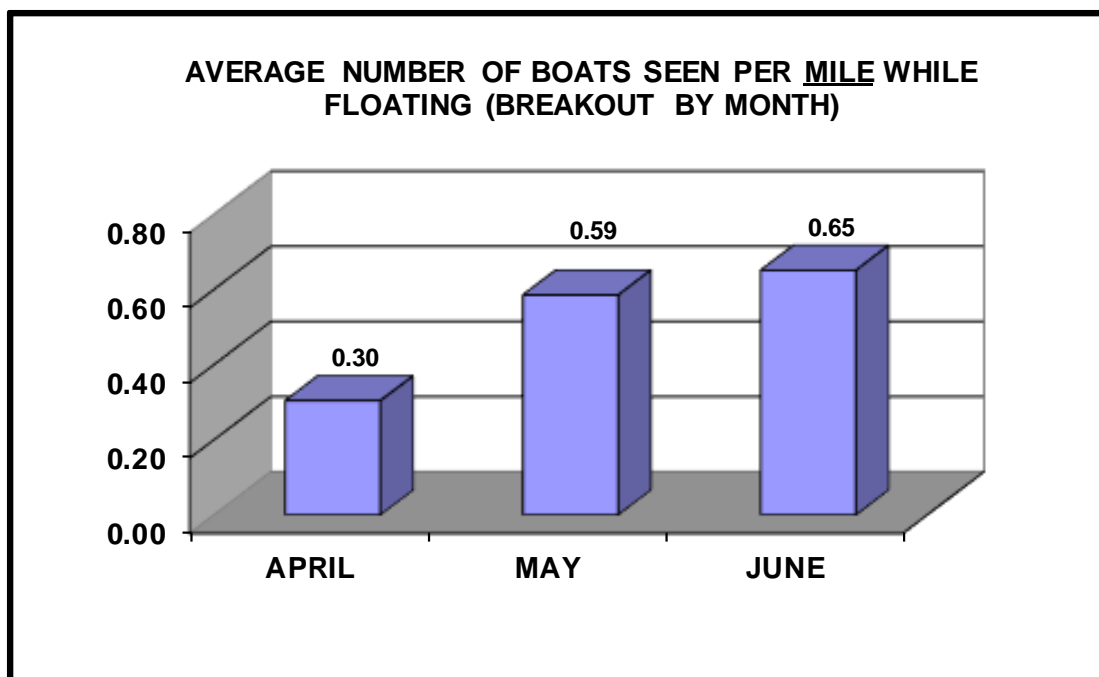 AVERAGE NUMBER OF BOATS SEEN PER MILE WHILE
FLOATING (BREAKOUT BY MONTH)
0.80
0.60
0.40
0.20
0.00
0.30
0.59
0.65
APRIL
MAY
JUNE